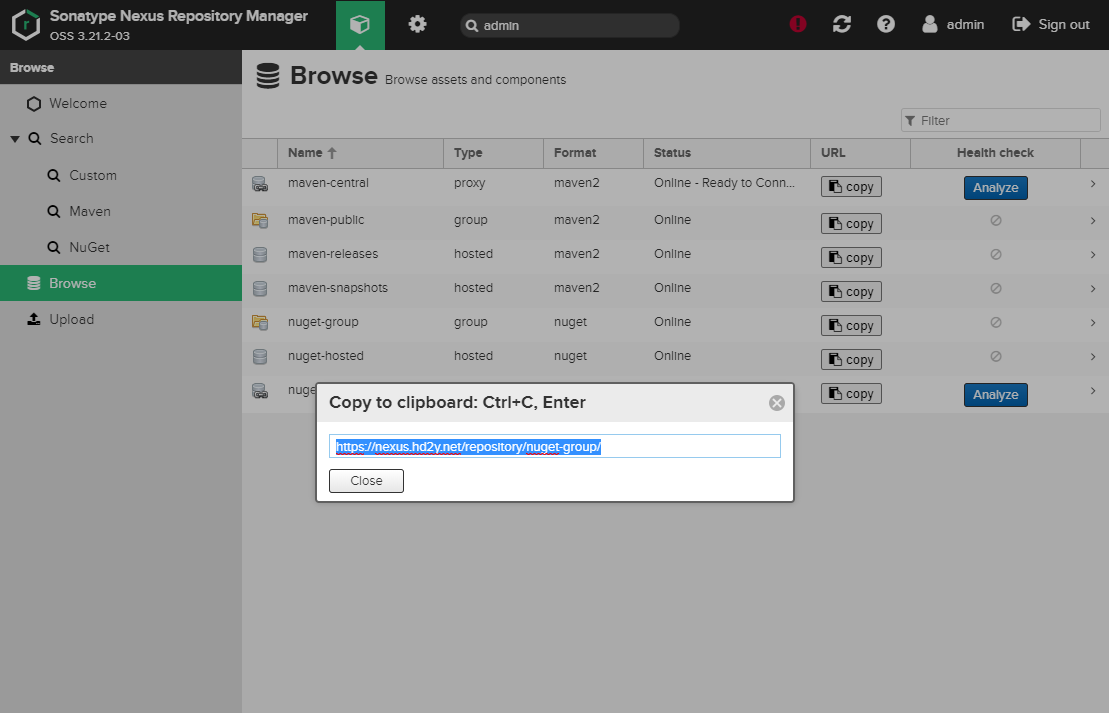 Sonatype Nexus Repository Manager
OSS 3.21.2-03
admin
admin
Sign out
Browse
Welcome
Search
Custom
Maven
NuGet
Browse
Upload
Browse Browse assets and components
Filter
Name Type Format Status URL Health check
maven-central proxy maven2 Online - Ready to Conn... copy Analyze
maven-public group maven2 Online copy
maven-releases hosted maven2 Online copy
maven-snapshots hosted maven2 Online copy
nuget-group group nuget Online copy
nuget-hosted hosted nuget Online copy
nuge copy Analyze
Copy to clipboard: Ctrl+C, Enter
https://nexus.hd2y.net/repository/nuget-group/
Close